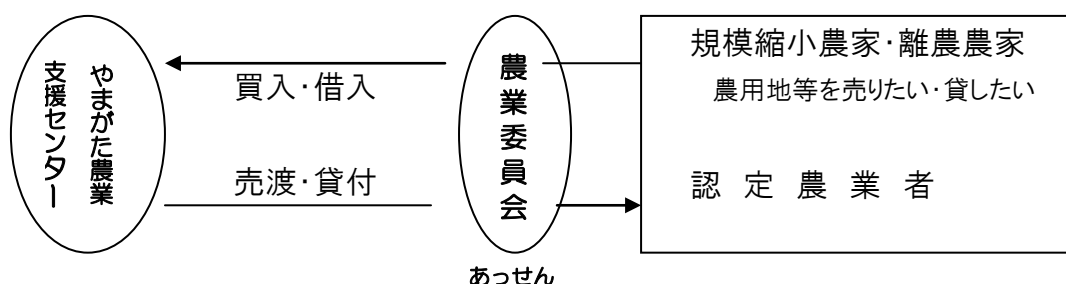 やまがた農業
支援センター
買入・借入
売渡・貸付
農業委員会
あっせん
規模縮小農家・離農農家
農用地等を売りたい・貸したい
認定農業者